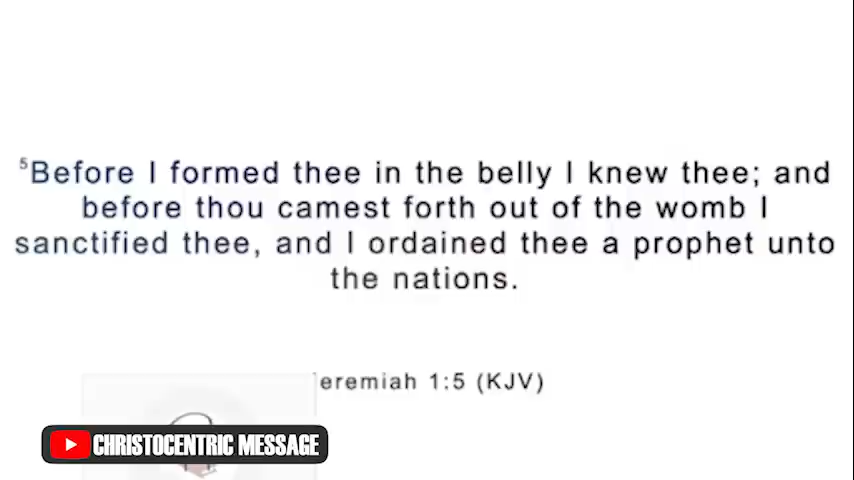 ⁵Before I formed thee in the belly I knew thee; and
before thou camest forth out of the womb I
sanctified thee, and I ordained thee a prophet unto
the nations.
Jeremiah 1:5 (KJV)
CHRISTOCENTRIC MESSAGE